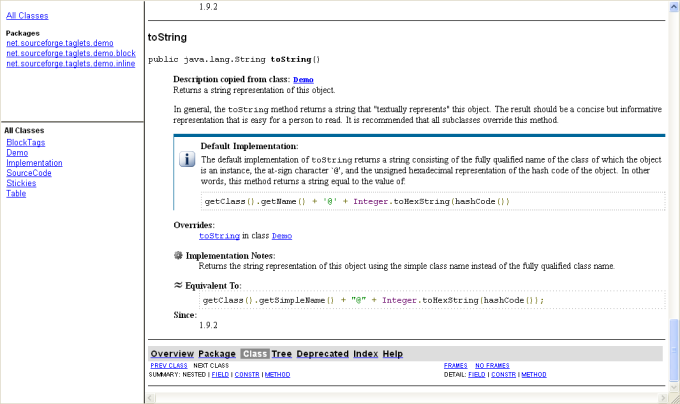 All Classes
Packages
net.sourceforge.taglets.demo
net.sourceforge.taglets.demo.block
net.sourceforge.taglets.demo.inline
All Classes
BlockTags
Demo
Implementation
SourceCode
Stickies
Table
1.9.2
toString
public java.lang.String toString()
Description copied from class: Demo
Returns a string representation of this object.
In general, the toString method returns a string that "textually represents" this object. The result should be a concise but informative
representation that is easy for a person to read. It is recommended that all subclasses override this method.
Default Implementation:
The default implementation of toString returns a string consisting of the fully qualified name of the class of which the object
is an instance, the at-sign character '@', and the unsigned hexadecimal representation of the hash code of the object. In other
words, this method returns a string equal to the value of:
getClass().getName() + '@' + Integer.toHexString(hashCode())
Overrides:
toString in class Demo
Implementation Notes:
Returns the string representation of this object using the simple class name instead of the fully qualified class name.
≈ Equivalent To:
getClass().getSimpleName() + "@" + Integer.toHexString(hashCode());
Since:
1.9.2
Overview Package Class Tree Deprecated Index Help
PREV CLASS NEXT CLASS FRAMES NO FRAMES
SUMMARY: NESTED | FIELD | CONSTR | METHOD DETAIL: FIELD | CONSTR | METHOD